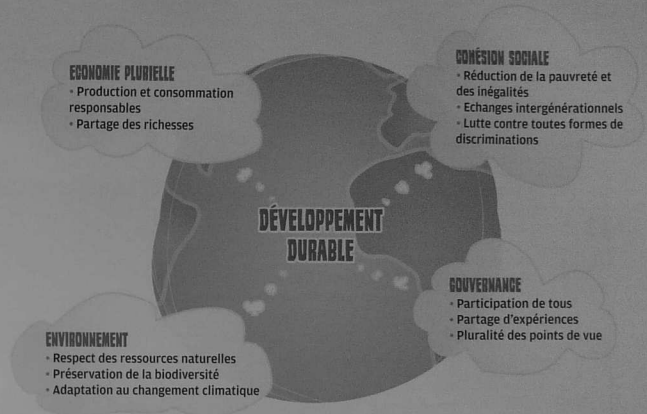 ECONOMIE PLURIELLE
• Production et consommation
responsables
• Partage des richesses
COHÉSION SOCIALE
• Réduction de la pauvreté et
des inégalités
• Echanges intergénérationnels
• Lutte contre toutes formes de
discriminations
DÉVELOPPEMENT
DURABLE
ENVIRONNEMENT
• Respect des ressources naturelles
• Préservation de la biodiversité
• Adaptation au changement climatique
GOUVERNANCE
• Participation de tous
• Partage d'expériences
• Pluralité des points de vue